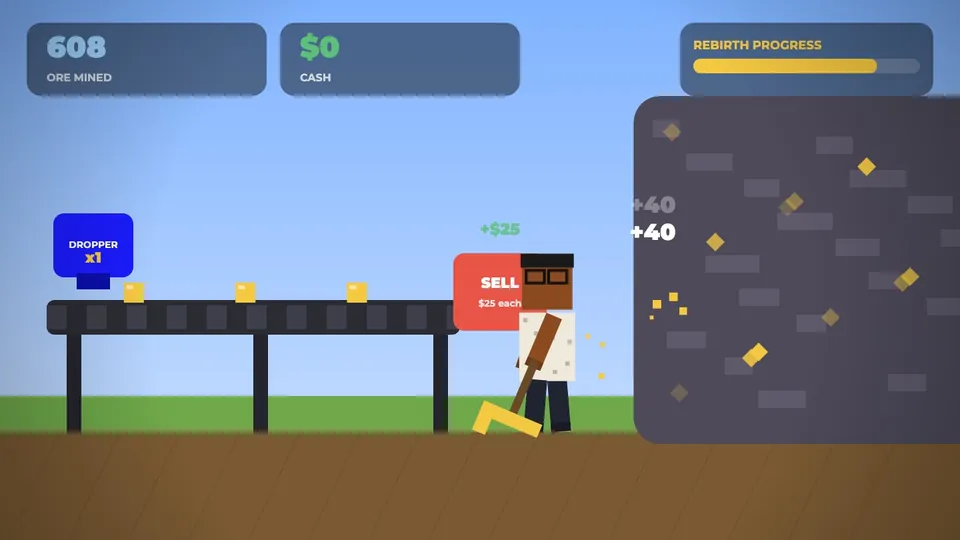 608
ORE MINED
$0
CASH
REBIRTH PROGRESS
+40
+40
+$25
DROPPER
x1
SELL
$25 each